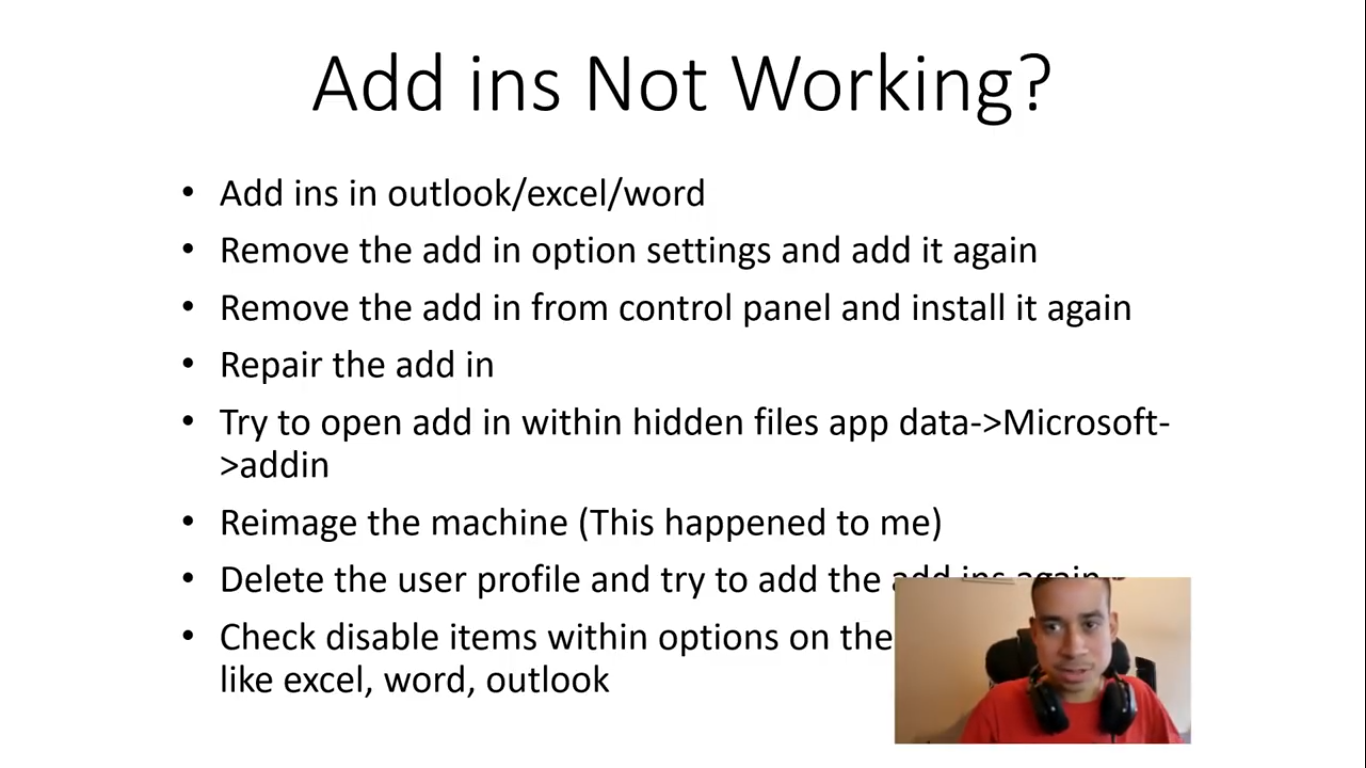 Add ins Not Working?
• Add ins in outlook/excel/word
• Remove the add in option settings and add it again
• Remove the add in from control panel and install it again
• Repair the add in
• Try to open add in within hidden files app data->Microsoft-
>addin
• Reimage the machine (This happened to me)
• Delete the user profile and try to add the add ins again
• Check disable items within options on the
like excel, word, outlook